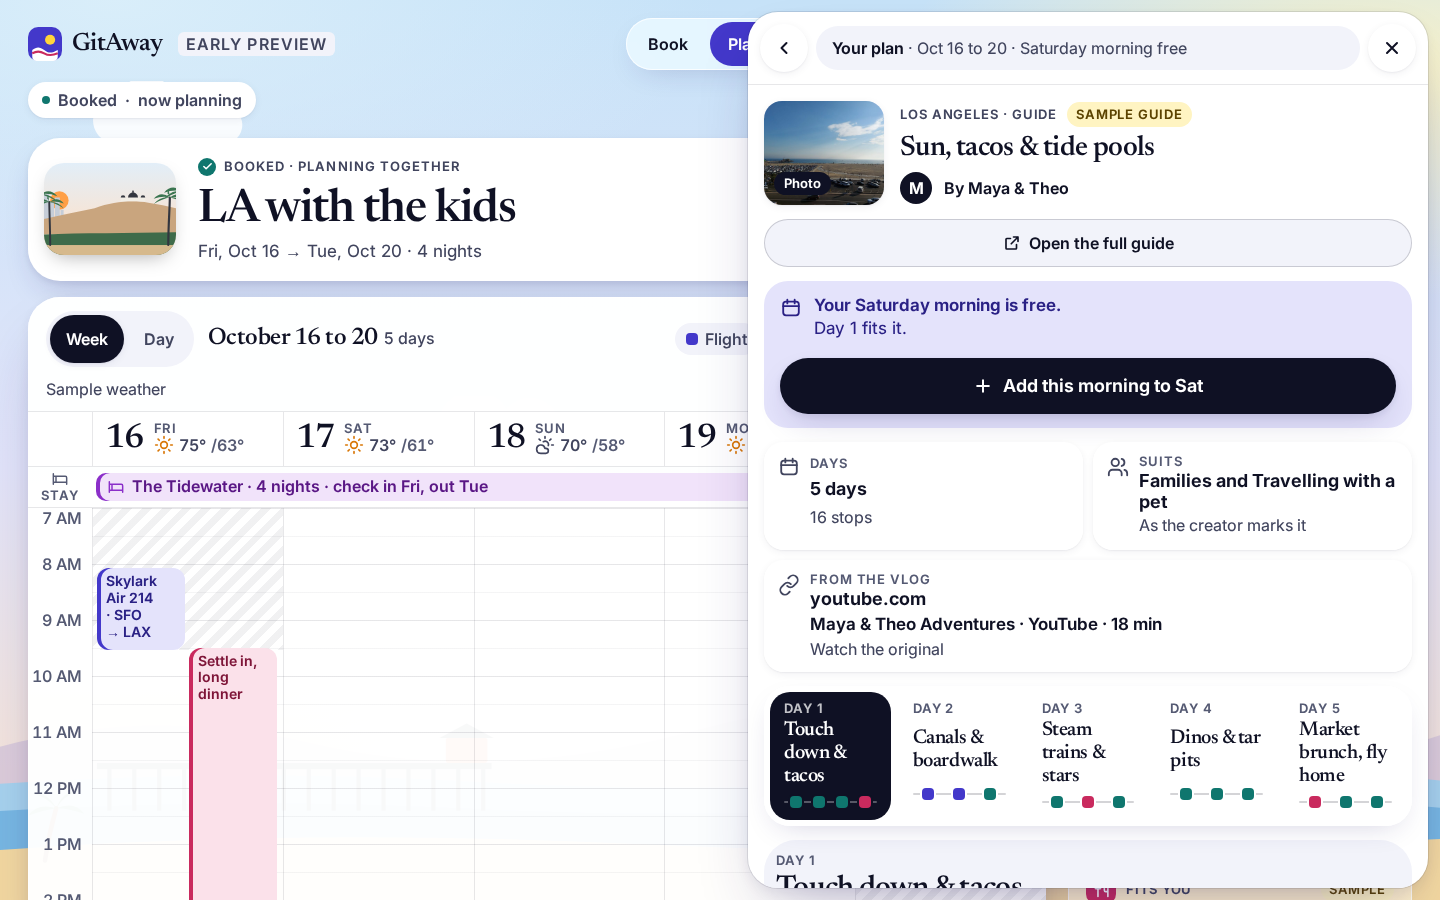 GitAway EARLY PREVIEW
Book
Booked · now planning
BOOKED · PLANNING TOGETHER
LA with the kids
Fri, Oct 16 → Tue, Oct 20 · 4 nights
Week Day October 16 to 20 5 days
Flight
Sample weather
16 FRI 75° /63°
17 SAT 73° /61°
18 SUN 70° /58°
19
STAY
The Tidewater · 4 nights · check in Fri, out Tue
7 AM
8 AM
9 AM
10 AM
11 AM
12 PM
1 PM
2 PM
Skylark
Air 214
· SFO
→ LAX
Settle in,
long
dinner
Your plan · Oct 16 to 20 · Saturday morning free
Photo
LOS ANGELES · GUIDE SAMPLE GUIDE
Sun, tacos & tide pools
M By Maya & Theo
Open the full guide
Your Saturday morning is free.
Day 1 fits it.
Add this morning to Sat
DAYS
5 days
16 stops
SUITS
Families and Travelling with a
pet
As the creator marks it
FROM THE VLOG
youtube.com
Maya & Theo Adventures · YouTube · 18 min
Watch the original
DAY 1
Touch
down &
tacos
DAY 2
Canals &
boardwalk
DAY 3
Steam
trains &
stars
DAY 4
Dinos & tar
pits
DAY 5
Market
brunch, fly
home
DAY 1
Touch down & tacos
FITS YOU
SAMPLE